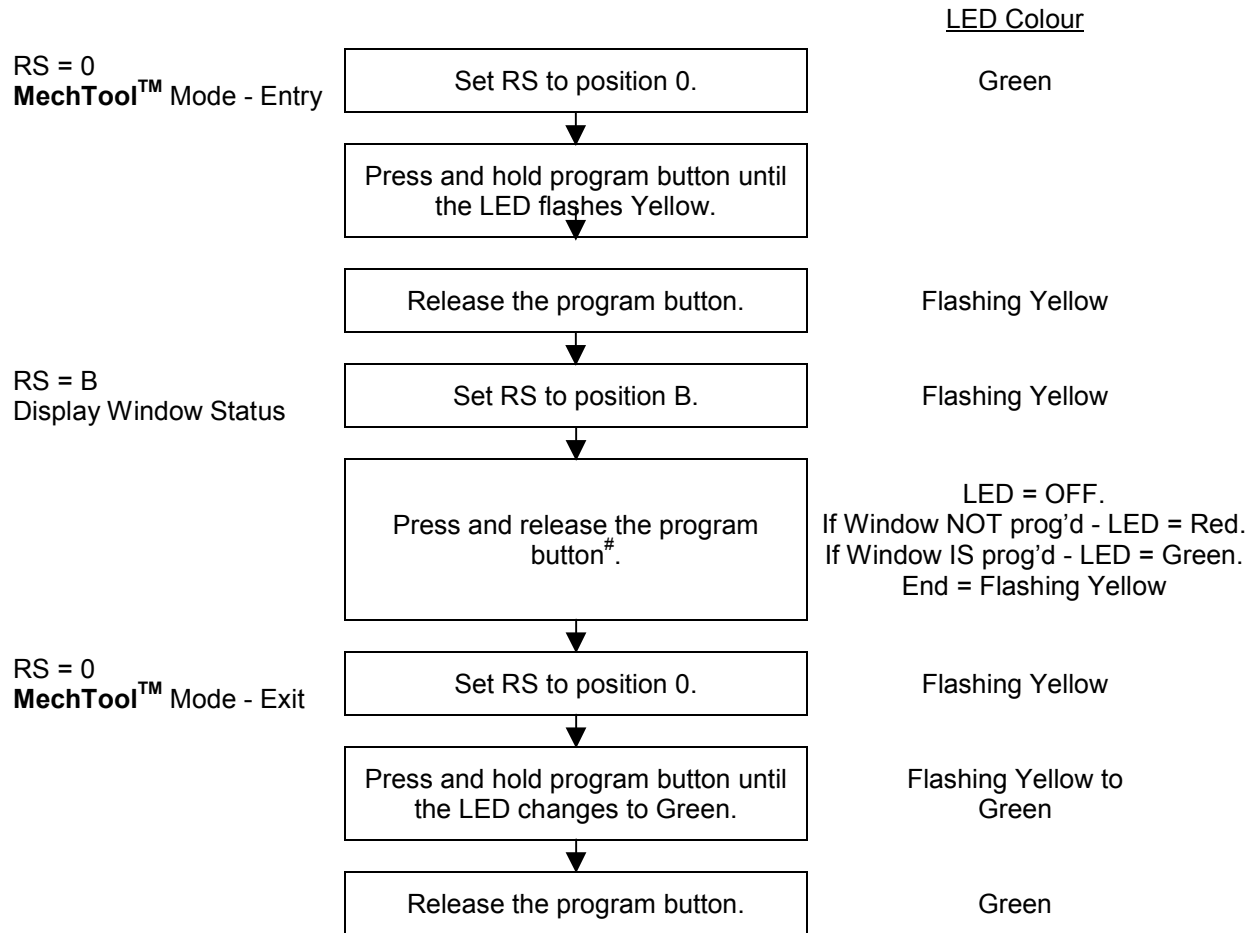 LED Colour
RS = 0
MechTool™ Mode - Entry
Set RS to position 0.
Green
Press and hold program button until
the LED flashes Yellow.
Release the program button.
Flashing Yellow
RS = B
Display Window Status
Set RS to position B.
Flashing Yellow
Press and release the program
button#.
LED = OFF.
If Window NOT prog'd - LED = Red.
If Window IS prog'd - LED = Green.
End = Flashing Yellow
RS = 0
MechTool™ Mode - Exit
Set RS to position 0.
Flashing Yellow
Press and hold program button until
the LED changes to Green.
Flashing Yellow to
Green
Release the program button.
Green